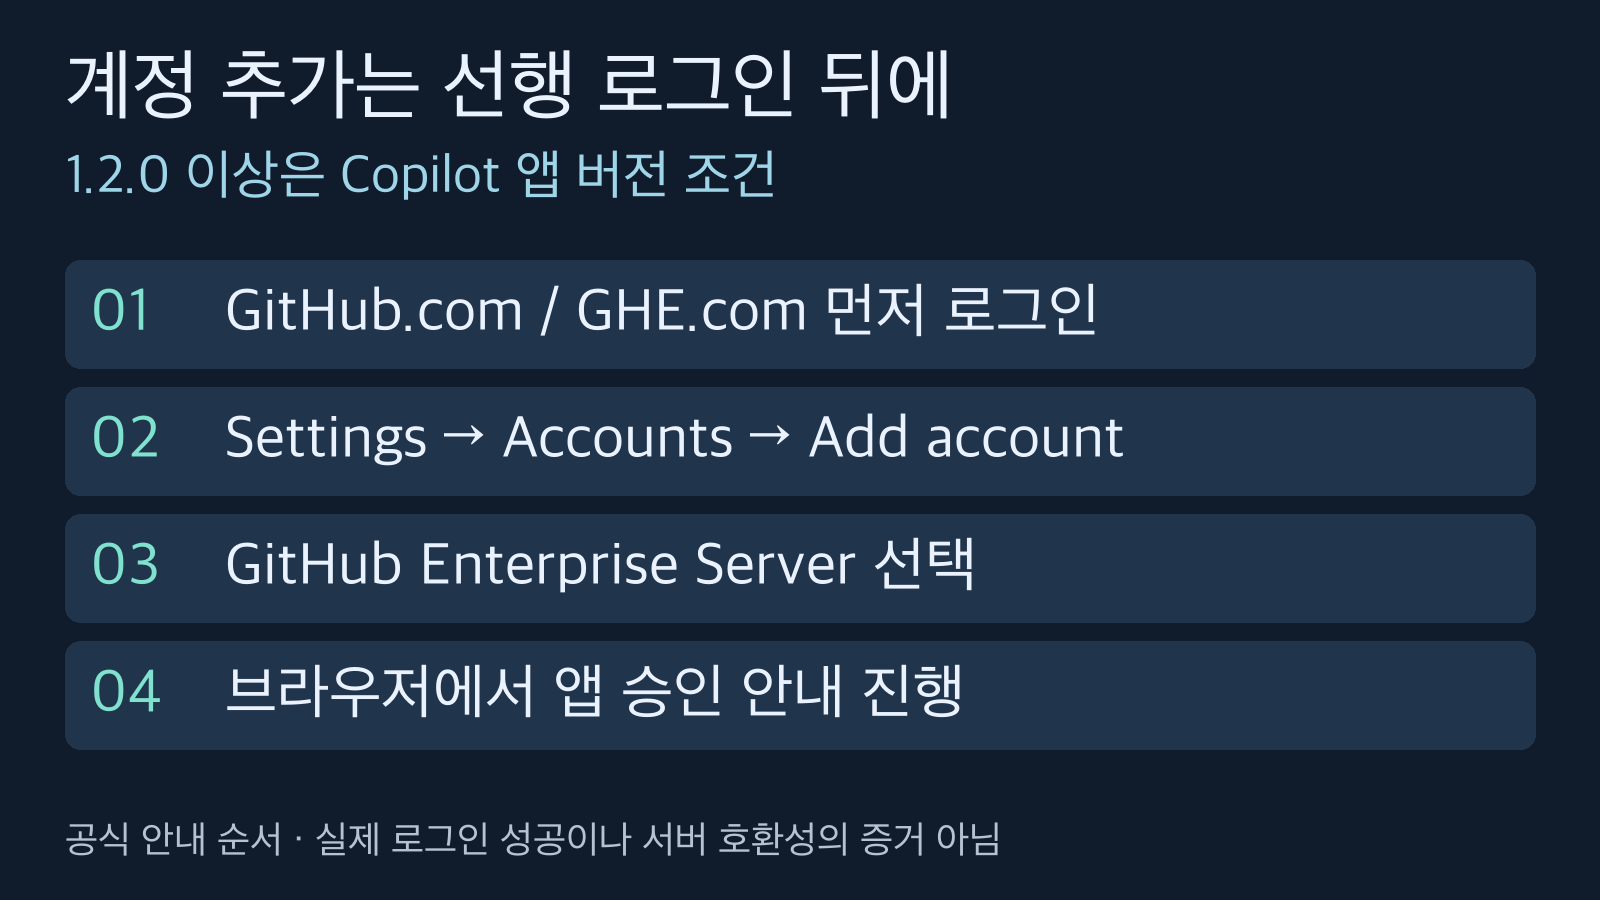 계정 추가는 선행 로그인 뒤에
1.2.0 이상은 Copilot 앱 버전 조건
01 GitHub.com / GHE.com 먼저 로그인
02 Settings → Accounts → Add account
03 GitHub Enterprise Server 선택
04 브라우저에서 앱 승인 안내 진행
공식 안내 순서 · 실제 로그인 성공이나 서버 호환성의 증거 아님